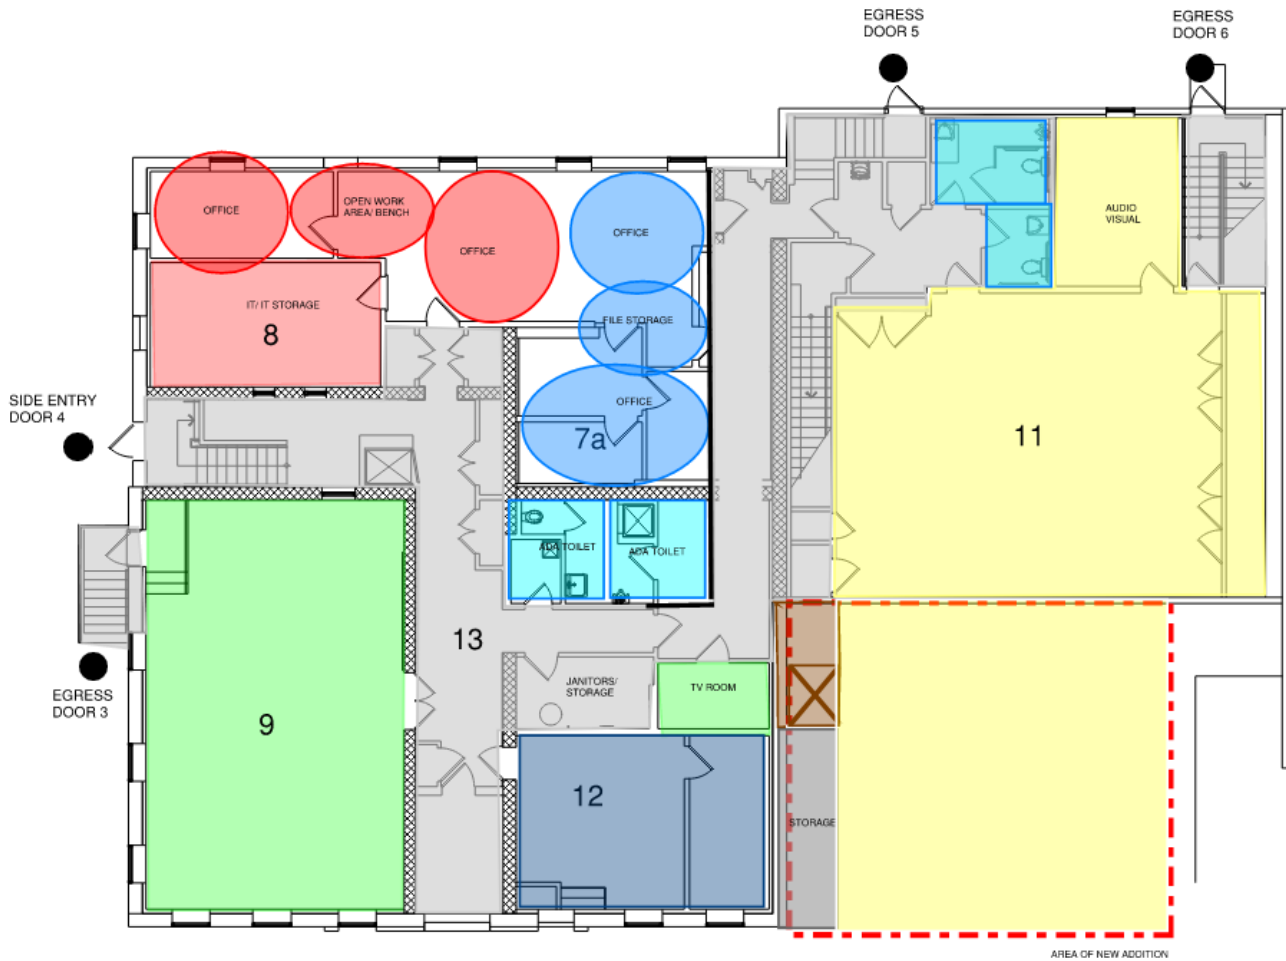 EGRESS
DOOR 5
EGRESS
DOOR 6
OFFICE
OPEN WORK
AREA/ BENCH
OFFICE
OFFICE
AUDIO
VISUAL
IT/ IT STORAGE
8
FILE STORAGE
SIDE ENTRY
DOOR 4
OFFICE
7a
11
ADA TOILET
ADA TOILET
13
EGRESS
DOOR 3
JANITORS/
STORAGE
TV ROOM
9
12
STORAGE
AREA OF NEW ADDITION